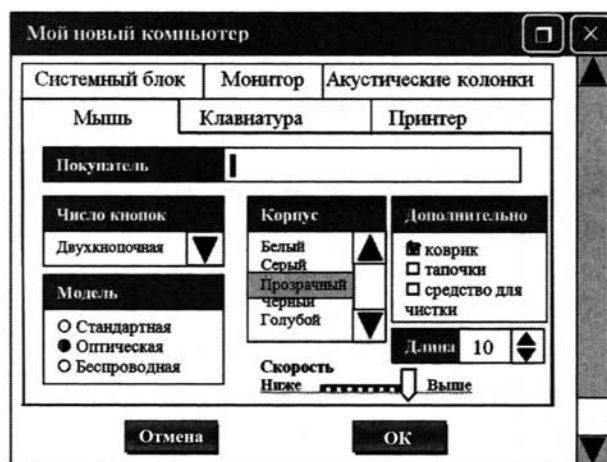 Мой новый компьютер
Системный блок Монитор Акустические колонки
Мышь Клавиатура Принтер
Покупатель
Число кнопок
Двухкнопочная
Модель
Стандартная
Оптическая
Беспроводная
Корпус
Белый
Серый
Прозрачный
Черный
Голубой
Дополнительно
коврик
тапочки
средство для
чистки
Длина 10
Скорость
Ниже Выше
Отмена ОК